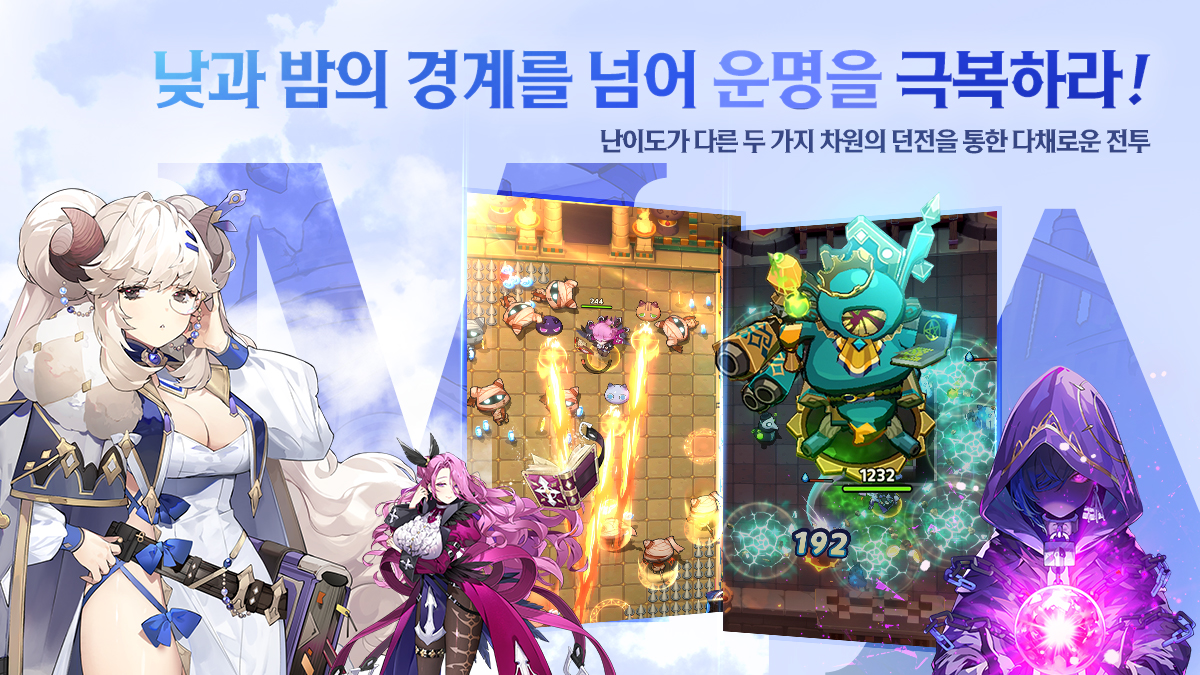 낮과 밤의 경계를 넘어 운명을 극복하라!
난이도가 다른 두 가지 차원의 던전을 통한 다채로운 전투
744
1232
192